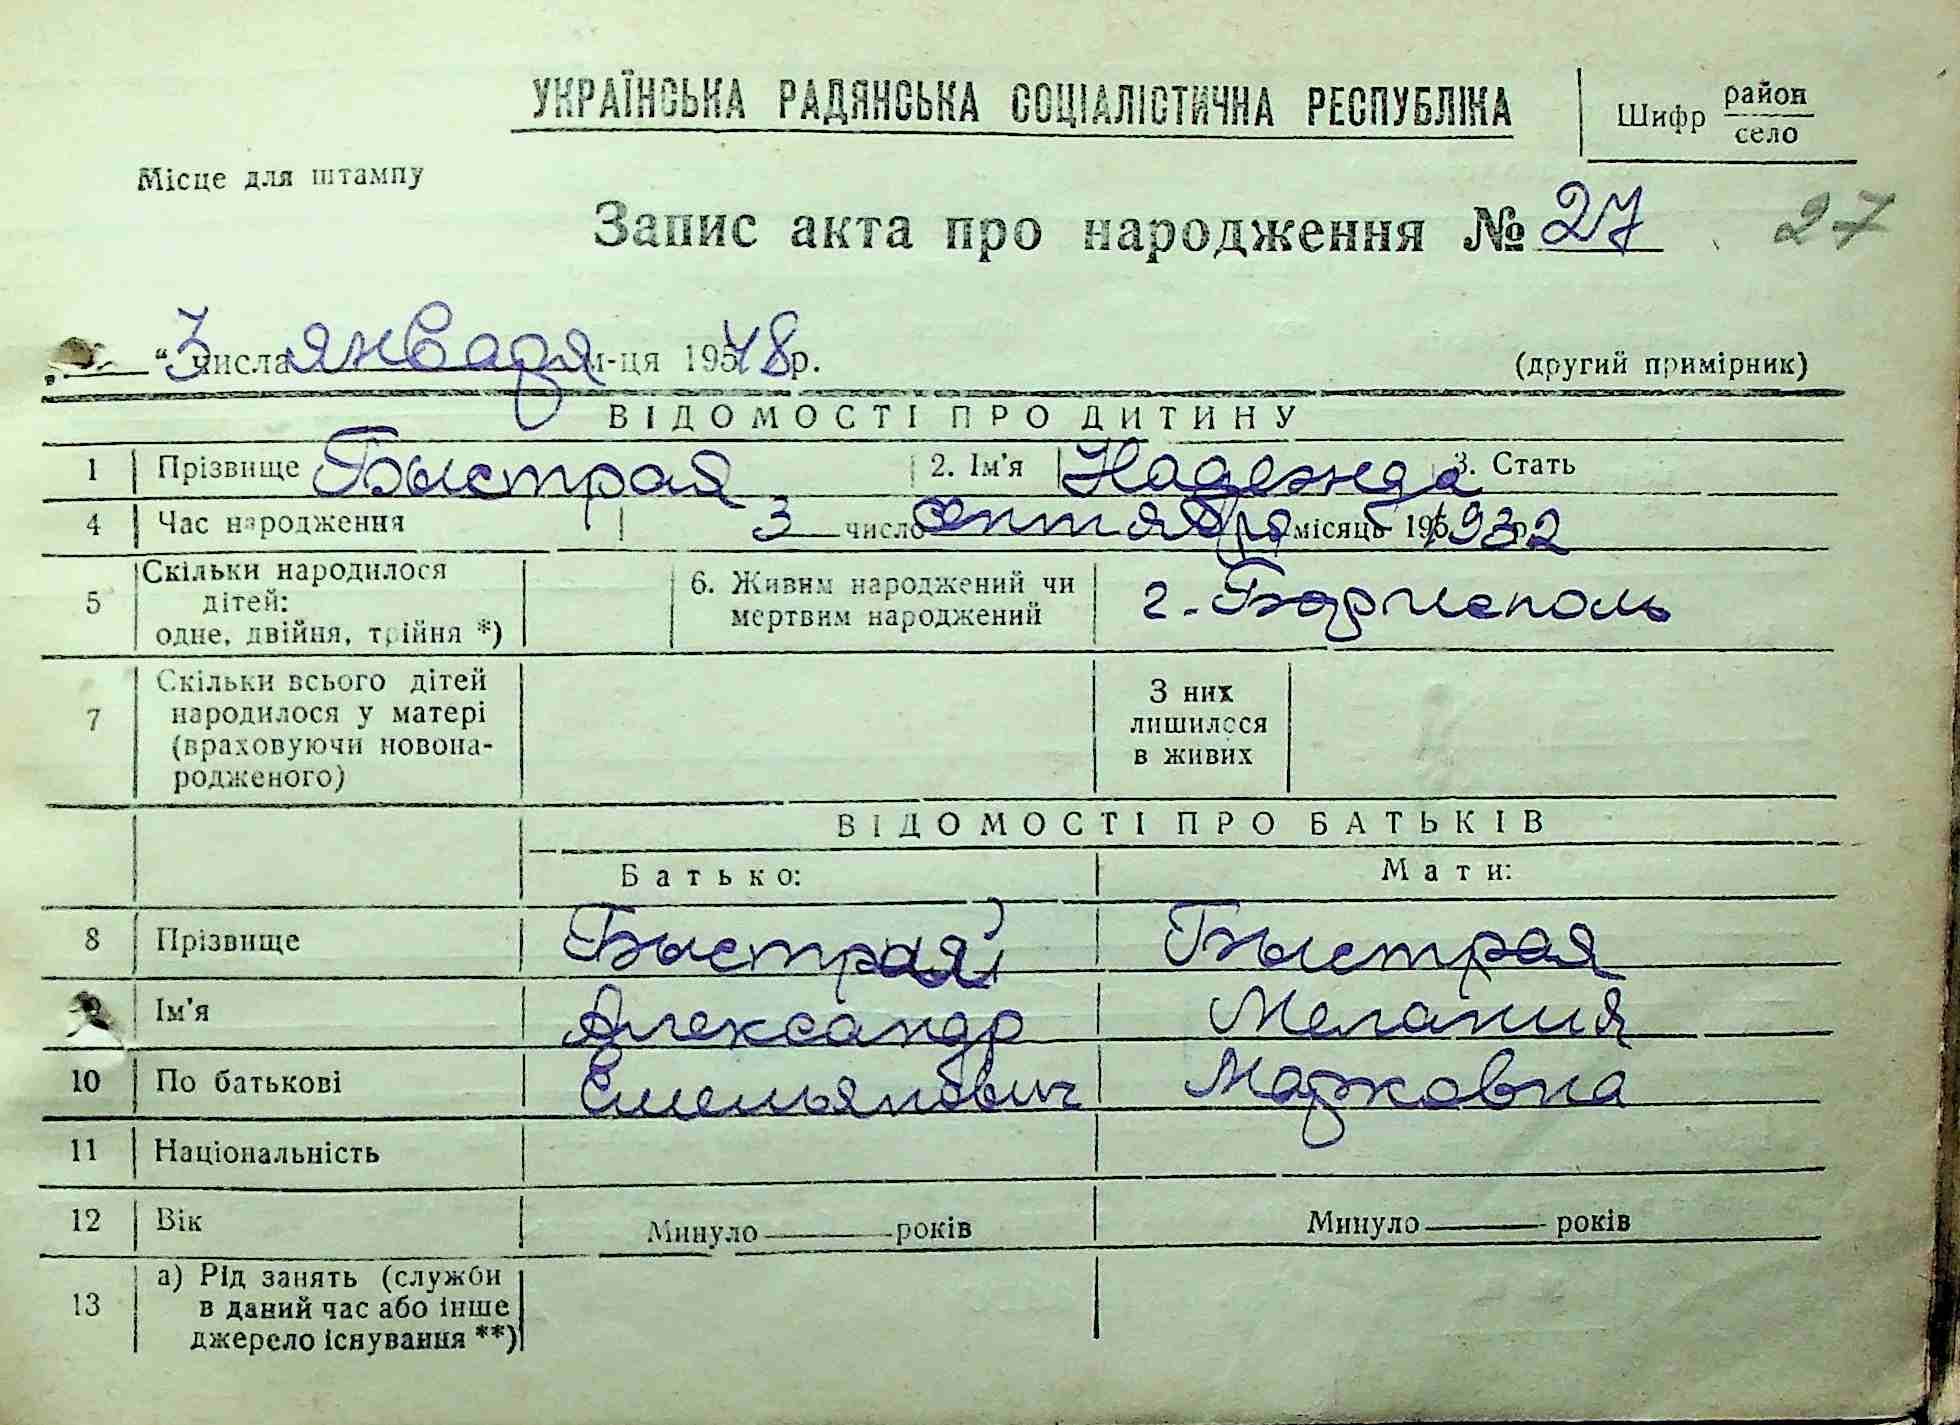 УКРАЇНСЬКА РАДЯНСЬКА СОЦІАЛІСТИЧНА РЕСПУБЛІКА
Шифр район
село
Місце для штампу
Запис акта про народження № 27 27
„ “ 3 числа января м-ця 195 48 р.
(другий примірник)
ВІДОМОСТІ ПРО ДИТИНУ
1 Прізвище Быстрая 2. Ім'я Надежда 3. Стать
4 Час народження 3 число сентября місяць 195 1932 р.
5 Скільки народилося
дітей:
одне, двійня, трійня *)
6. Живим народжений чи
мертвим народжений
г. Борисполь
7 Скільки всього дітей
народилося у матері
(враховуючи новона-
родженого)
З них
лишилося
в живих
ВІДОМОСТІ ПРО БАТЬКІВ
Батько: Мати:
8 Прізвище Быстрый Быстрая
9 Ім'я Александр Мелания
10 По батькові Емельянович Марковна
11 Національність
12 Вік Минуло ——— років Минуло ——— років
13 а) Рід занять (служби
в даний час або інше
джерело існування **)